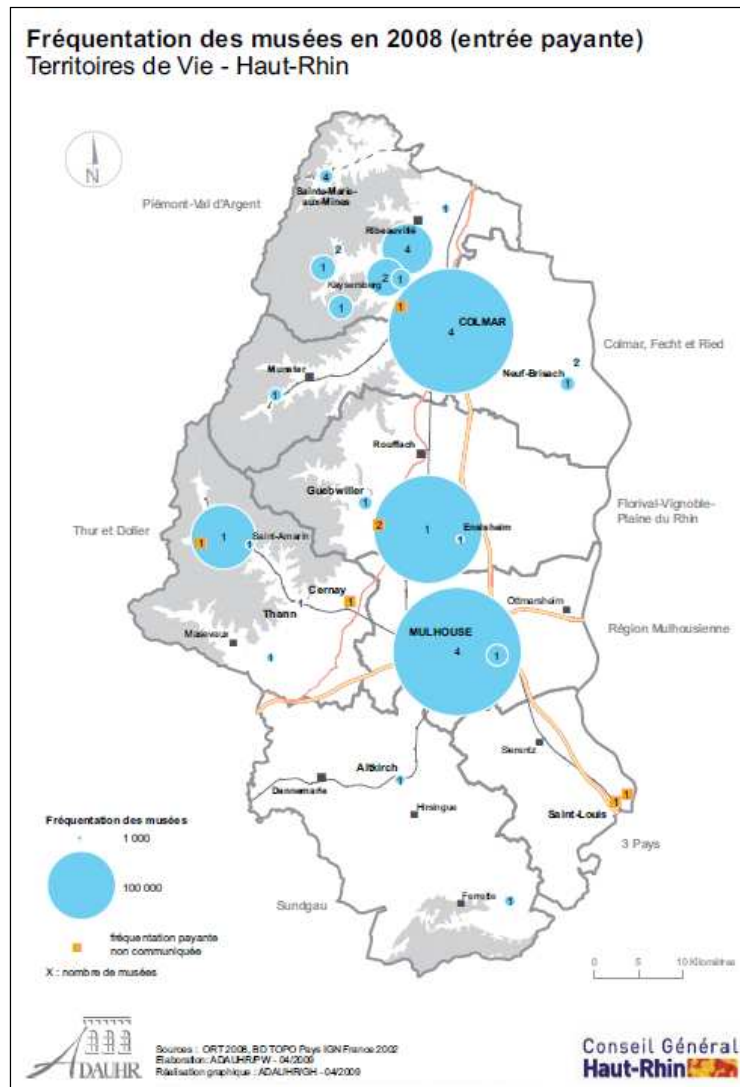 Fréquentation des musées en 2008 (entrée payante)
Territoires de Vie - Haut-Rhin
N
4
Sainte-Marie-
aux-Mines
Piémont-Val d'Argent
1
Ribeauvillé
2
4
1
2
1
Kaysersberg
1
1
COLMAR
4
Colmar, Fecht et Ried
Munster
2
Neuf-Brisach
1
1
Rouffach
Guebwiller
1
Florival-Vignoble-
Plaine du Rhin
1
2
1
Ensisheim
1
Thur et Doller
1
1
Saint-Amarin
1
Cernay
1
1
Thann
Ottmarsheim
Région Mulhousienne
MULHOUSE
4
1
Masevaux
1
Sierentz
Altkirch
1
Dannemarie
1
1
Hirsingue
Saint-Louis
3 Pays
Fréquentation des musées
1 000
100 000
Sundgau
Ferrette
1
fréquentation payante
non communiquée
X : nombre de musées
0 5 10 Kilomètres
ADAUHR
Sources : ORT 2008, BD TOPO Pays IGN France 2002
Elaboration: ADAUHR/PW - 04/2009
Réalisation graphique : ADAUHR/GH - 04/2009
Conseil Général
Haut-Rhin